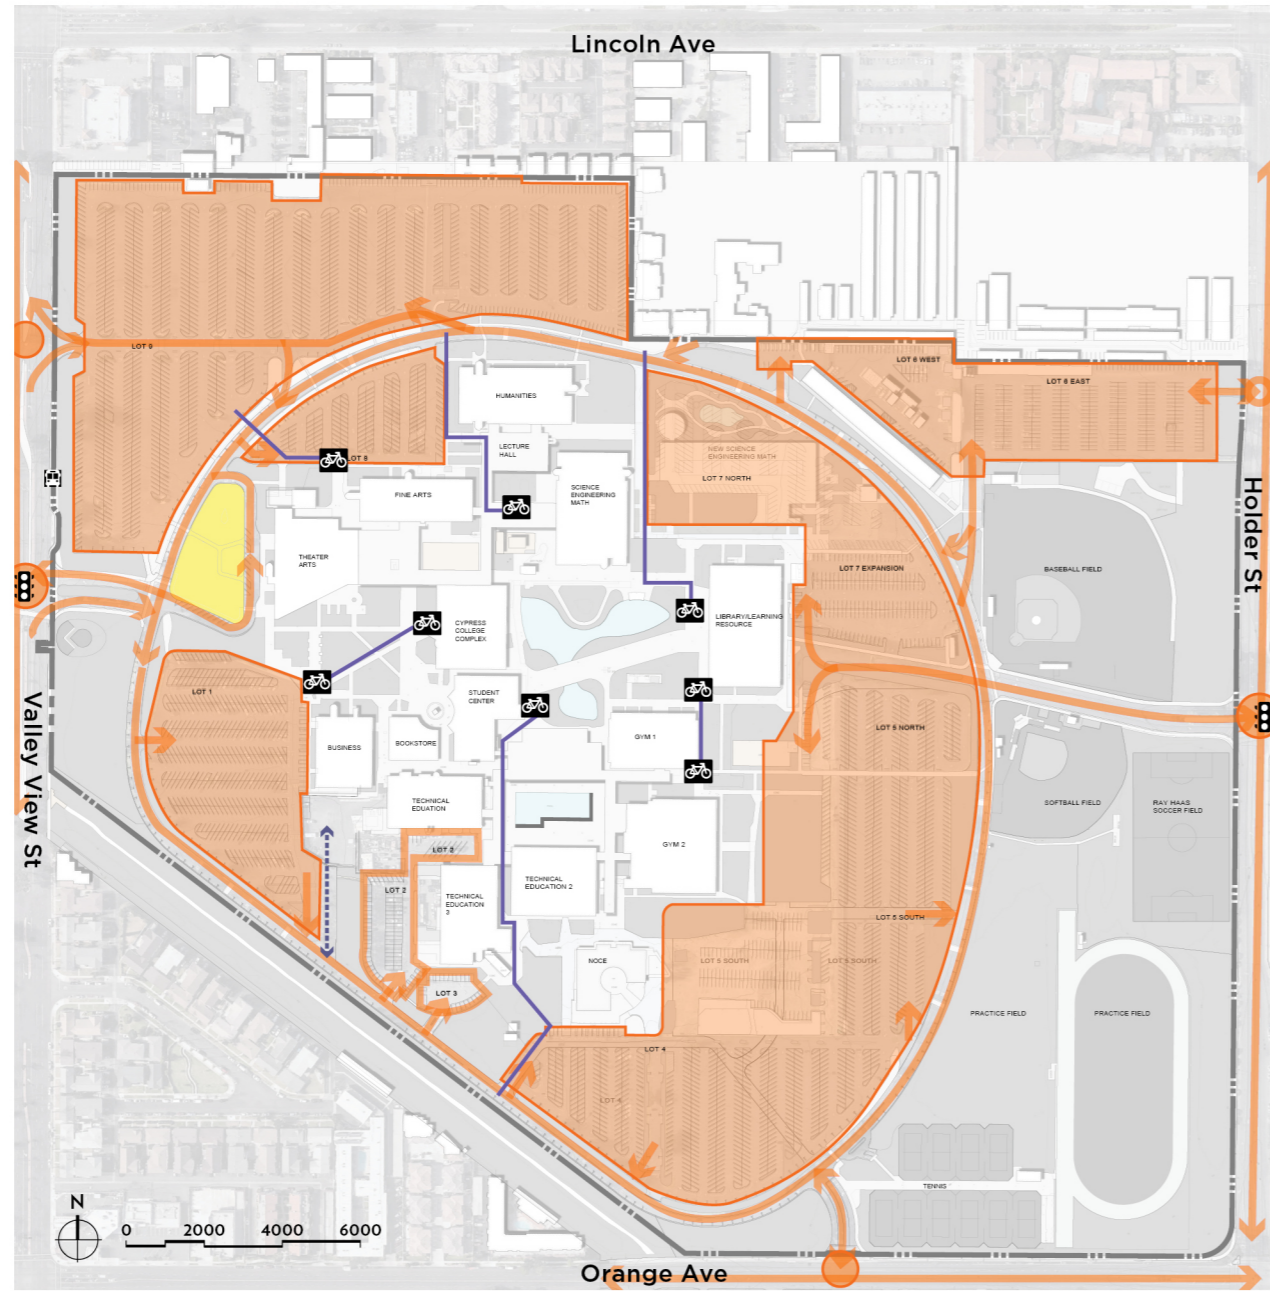 Lincoln Ave
LOT 9
LOT 6 WEST
LOT 6 EAST
HUMANITIES
LECTURE
HALL
LOT 8
NEW SCIENCE
ENGINEERING MATH
LOT 7 NORTH
FINE ARTS
SCIENCE
ENGINEERING
MATH
Holder St
THEATER
ARTS
LOT 7 EXPANSION
BASEBALL FIELD
CYPRESS
COLLEGE
COMPLEX
LIBRARY/LEARNING
RESOURCE
LOT 1
STUDENT
CENTER
Valley View St
BUSINESS
BOOKSTORE
GYM 1
LOT 5 NORTH
TECHNICAL
EDUATION
SOFTBALL FIELD
RAY HAAS
SOCCER FIELD
LOT 2
GYM 2
LOT 2
TECHNICAL
EDUCATION
3
TECHNICAL
EDUCATION 2
LOT 5 SOUTH
NOCE
LOT 5 SOUTH
LOT 5 SOUTH
LOT 3
PRACTICE FIELD
PRACTICE FIELD
LOT 4
LOT 4
TENNIS
N
0 2000 4000 6000
Orange Ave